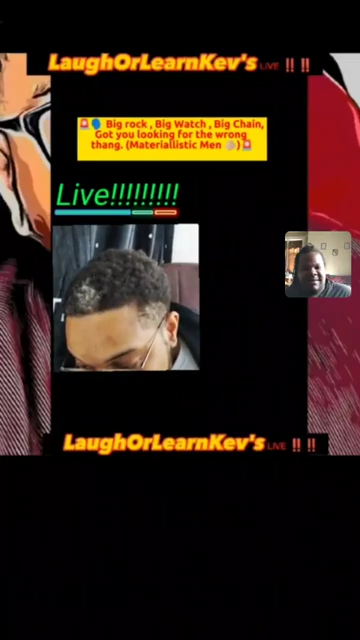 LaughOrLearnKev's LIVE ‼️ ‼️
🚨🗣️ Big rock , Big Watch , Big Chain,
Got you looking for the wrong
thang. (Materiallistic Men 🪨)🚨
Live!!!!!!!!!
LaughOrLearnKev's LIVE ‼️ ‼️